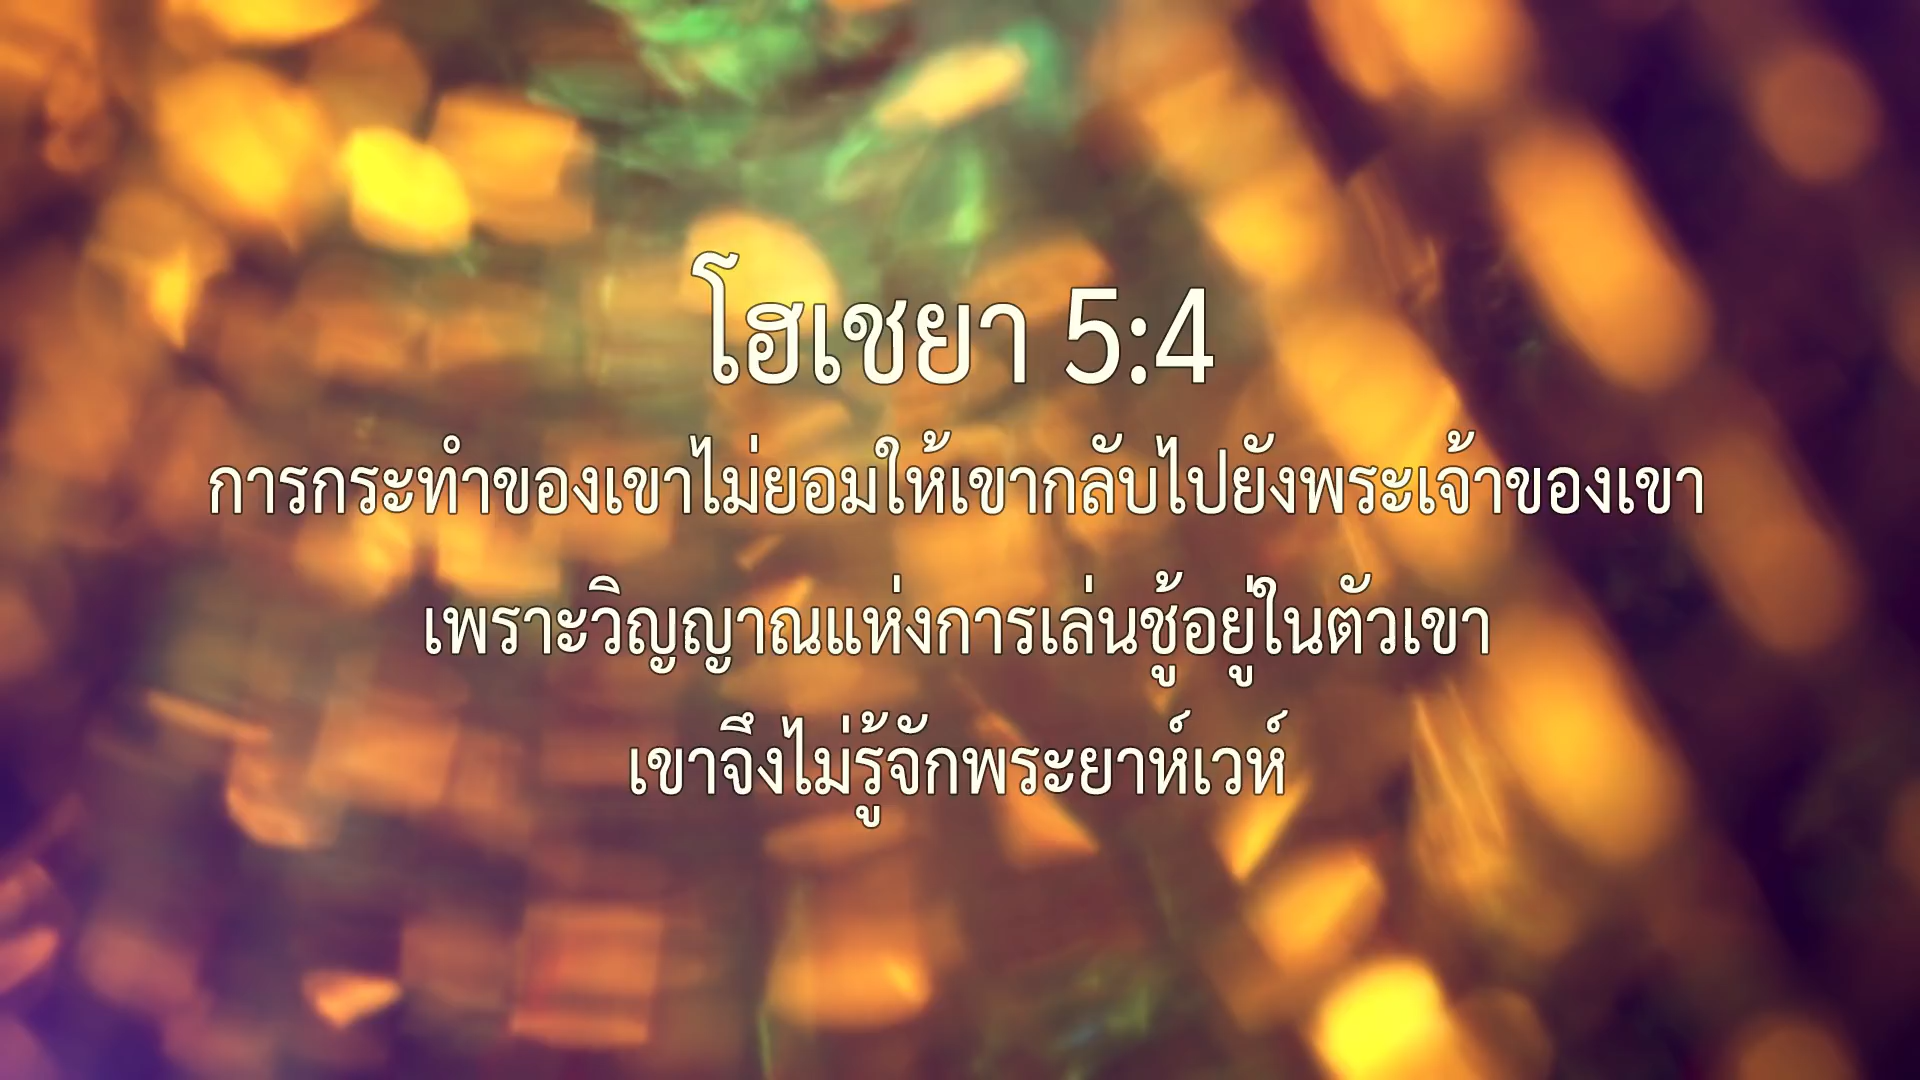 โฮเชยา 5:4
การกระทำของเขาไม่ยอมให้เขากลับไปยังพระเจ้าของเขา
เพราะวิญญาณแห่งการเล่นชู้อยู่ในตัวเขา
เขาจึงไม่รู้จักพระยาห์เวห์